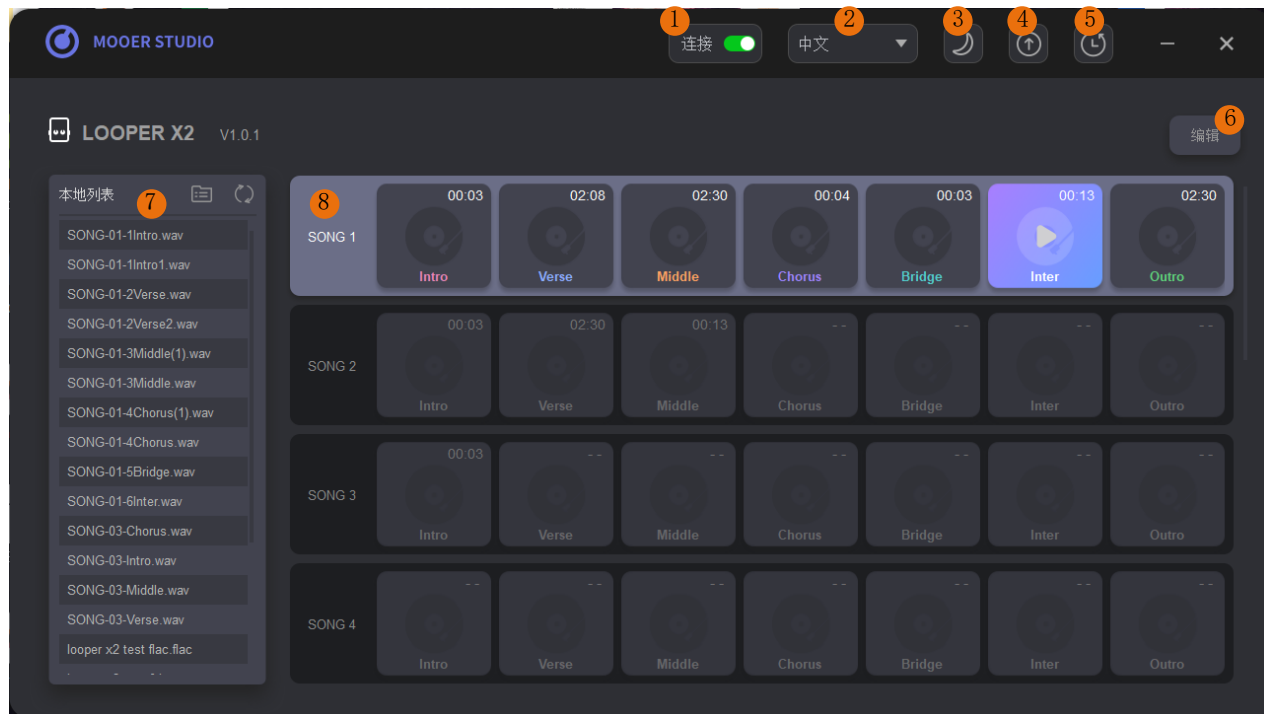 1 2 3 4 5
MOOER STUDIO 连接 中文
6
LOOPER X2 V1.0.1 编辑
本地列表 7
SONG-01-1Intro.wav
SONG-01-1Intro1.wav
SONG-01-2Verse.wav
SONG-01-2Verse2.wav
SONG-01-3Middle(1).wav
SONG-01-3Middle.wav
SONG-01-4Chorus(1).wav
SONG-01-4Chorus.wav
SONG-01-5Bridge.wav
SONG-01-6Inter.wav
SONG-03-Chorus.wav
SONG-03-Intro.wav
SONG-03-Middle.wav
SONG-03-Verse.wav
looper x2 test flac.flac
8 00:03 02:08 02:30 00:04 00:03 00:13 02:30
SONG 1
Intro Verse Middle Chorus Bridge Inter Outro
00:03 02:30 00:13 -- -- -- --
SONG 2
Intro Verse Middle Chorus Bridge Inter Outro
00:03 -- -- -- -- -- --
SONG 3
Intro Verse Middle Chorus Bridge Inter Outro
-- -- -- -- -- -- --
SONG 4
Intro Verse Middle Chorus Bridge Inter Outro